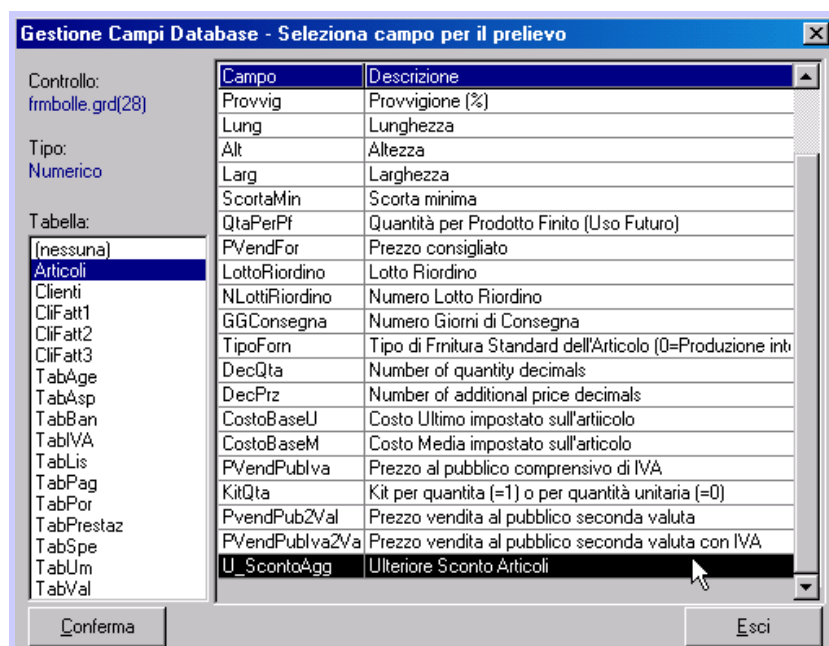 Gestione Campi Database - Seleziona campo per il prelievo
Controllo:
frmbolle.grd(28)
Tipo:
Numerico
Tabella:
(nessuna)
Articoli
Clienti
CliFatt1
CliFatt2
CliFatt3
TabAge
TabAsp
TabBan
TabIVA
TabLis
TabPag
TabPor
TabPrestaz
TabSpe
TabUm
TabVal
Campo Descrizione
Provvig Provvigione (%)
Lung Lunghezza
Alt Altezza
Larg Larghezza
ScortaMin Scorta minima
QtaPerPf Quantità per Prodotto Finito (Uso Futuro)
PVendFor Prezzo consigliato
LottoRiordino Lotto Riordino
NLottiRiordino Numero Lotto Riordino
GGConsegna Numero Giorni di Consegna
TipoForn Tipo di Frnitura Standard dell'Articolo (0=Produzione inte
DecQta Number of quantity decimals
DecPrz Number of additional price decimals
CostoBaseU Costo Ultimo impostato sull'artiicolo
CostoBaseM Costo Media impostato sull'articolo
PVendPubIva Prezzo al pubblico comprensivo di IVA
KitQta Kit per quantita (=1) o per quantità unitaria (=0)
PvendPub2Val Prezzo vendita al pubblico seconda valuta
PVendPubIva2Va Prezzo vendita al pubblico seconda valuta con IVA
U_ScontoAgg Ulteriore Sconto Articoli
Conferma
Esci